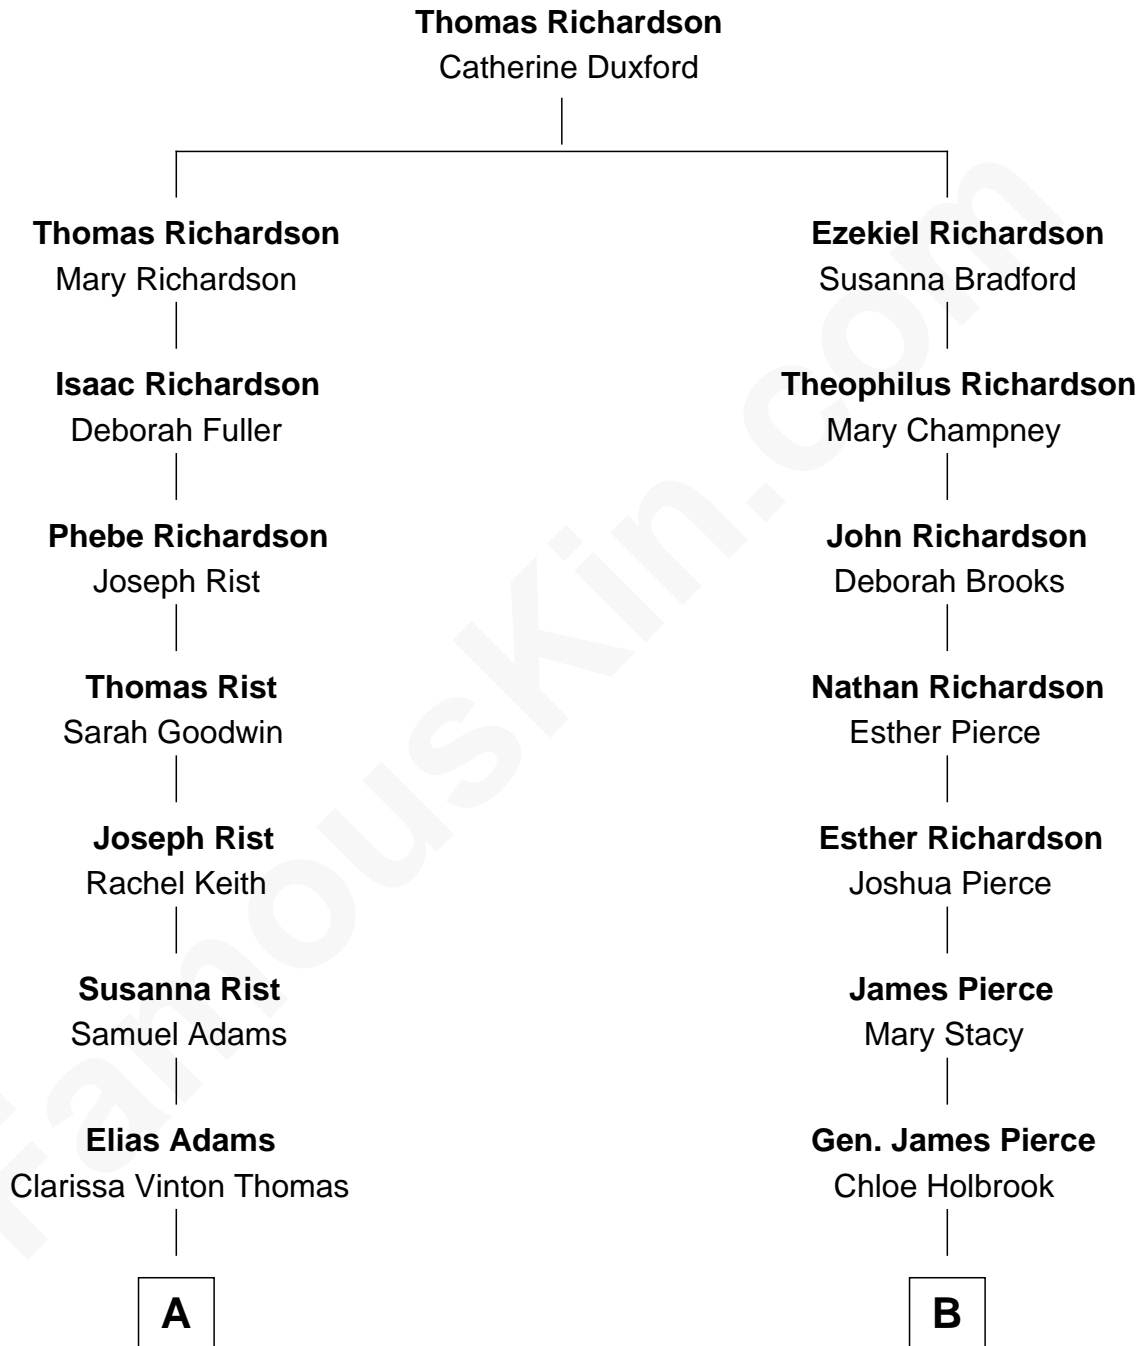 Thomas Richardson
Catherine Duxford
Thomas Richardson
Mary Richardson
Ezekiel Richardson
Susanna Bradford
Isaac Richardson
Deborah Fuller
Theophilus Richardson
Mary Champney
Phebe Richardson
Joseph Rist
John Richardson
Deborah Brooks
Thomas Rist
Sarah Goodwin
Nathan Richardson
Esther Pierce
Joseph Rist
Rachel Keith
Esther Richardson
Joshua Pierce
Susanna Rist
Samuel Adams
James Pierce
Mary Stacy
Elias Adams
Clarissa Vinton Thomas
Gen. James Pierce
Chloe Holbrook
A
B
FamousKin.com